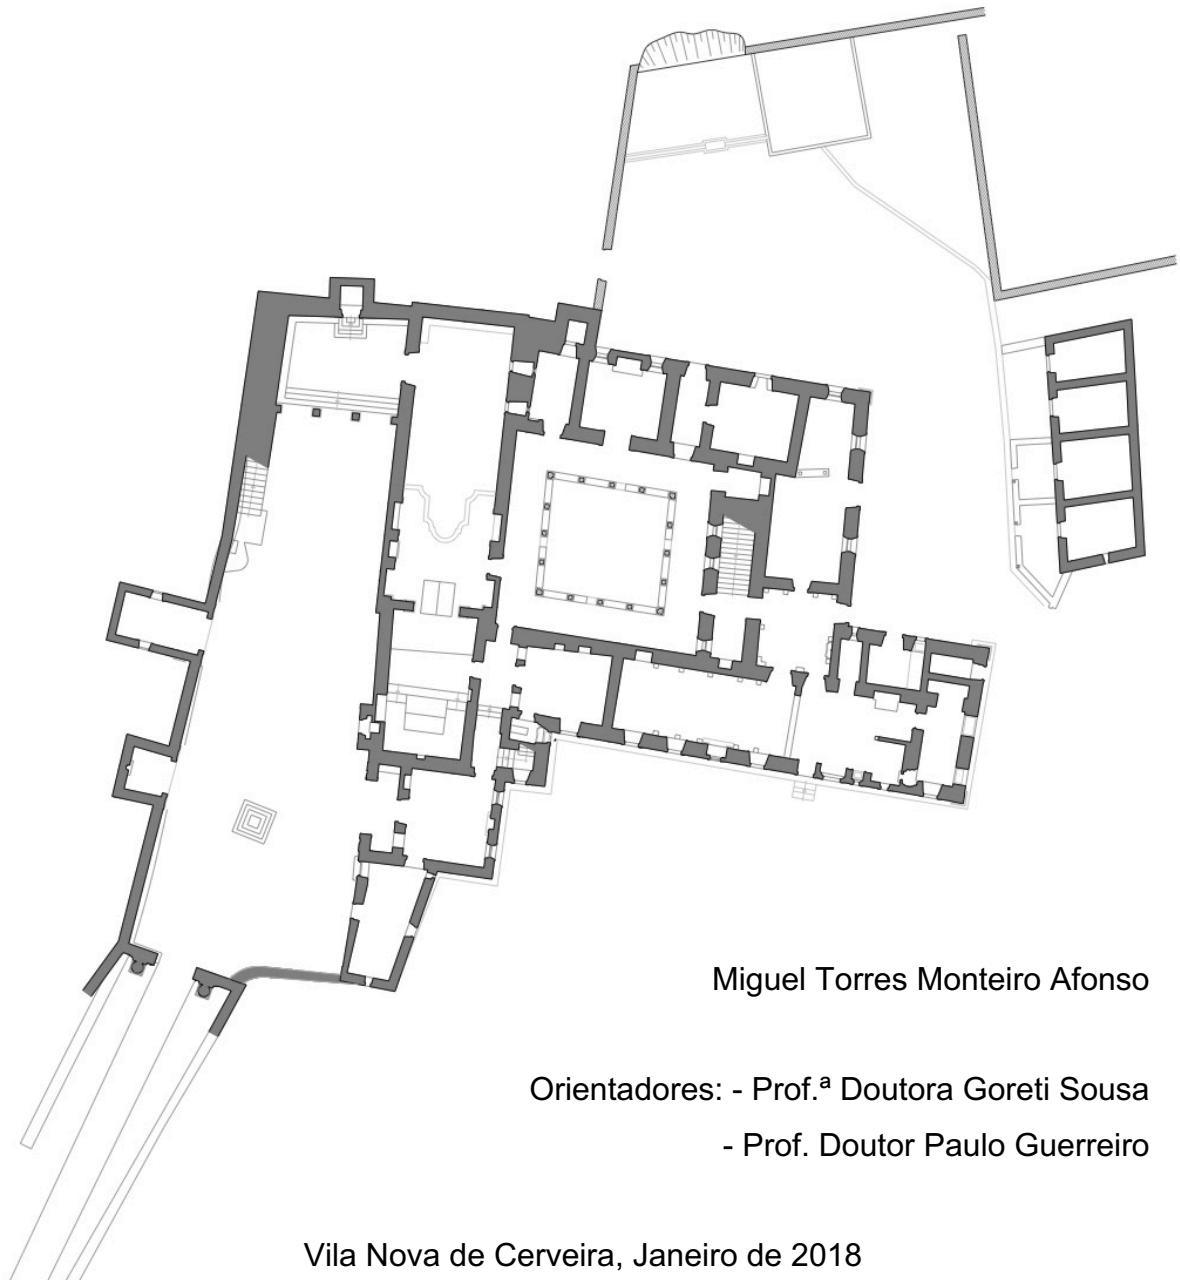 Miguel Torres Monteiro Afonso
Orientadores: - Prof.ª Doutora Goreti Sousa
- Prof. Doutor Paulo Guerreiro
Vila Nova de Cerveira, Janeiro de 2018